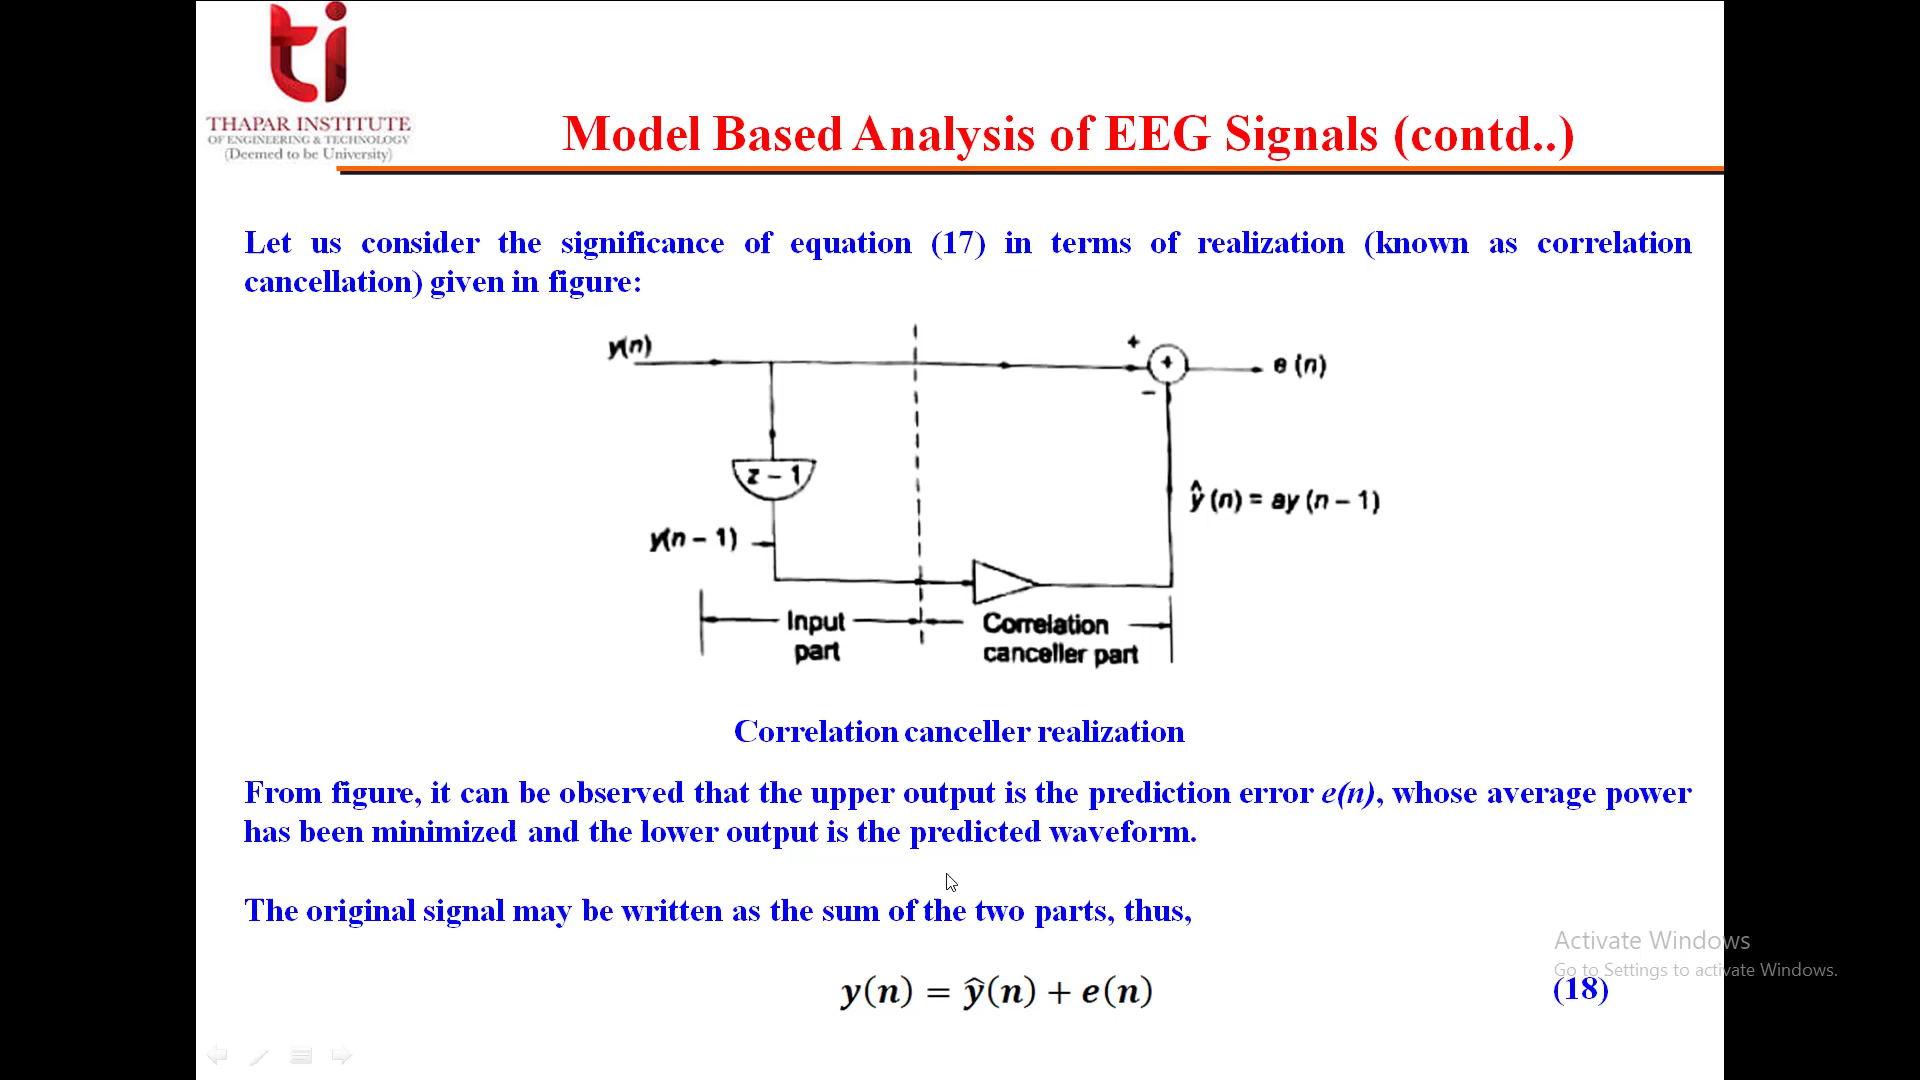 ti
THAPAR INSTITUTE
OF ENGINEERING & TECHNOLOGY
(Deemed to be University)
Model Based Analysis of EEG Signals (contd..)
Let us consider the significance of equation (17) in terms of realization (known as correlation
cancellation) given in figure:
y(n)
+
+
e (n)
−
z − 1
ŷ (n) = ay (n − 1)
y(n − 1)
Input
part
Correlation
canceller part
Correlation canceller realization
From figure, it can be observed that the upper output is the prediction error e(n), whose average power
has been minimized and the lower output is the predicted waveform.
The original signal may be written as the sum of the two parts, thus,
y(n) = ŷ(n) + e(n)
(18)
Activate Windows
Go to Settings to activate Windows.